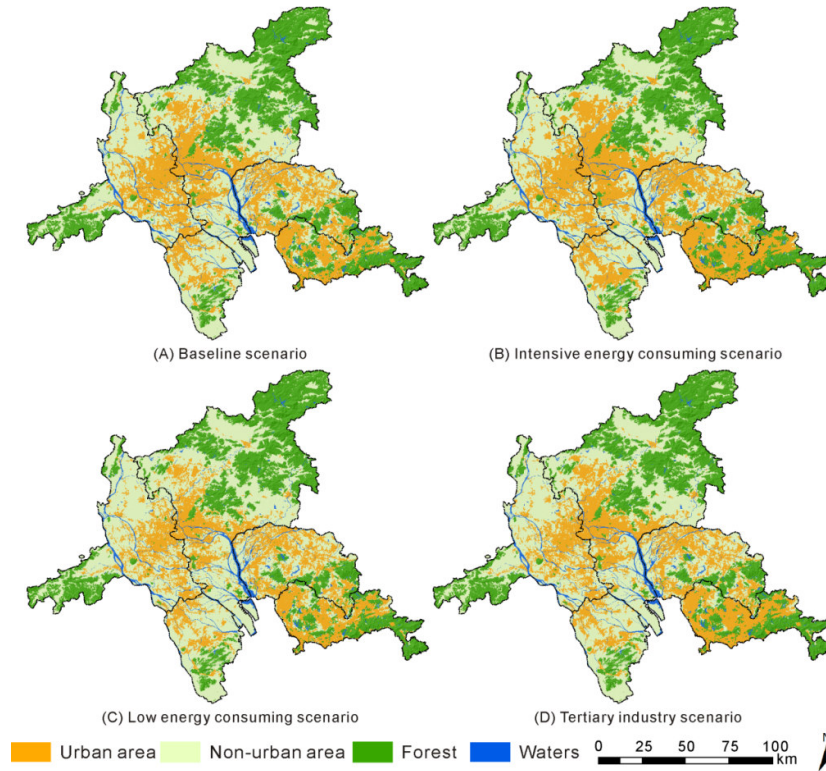 (A) Baseline scenario
(B) Intensive energy consuming scenario
(C) Low energy consuming scenario
(D) Tertiary industry scenario
Urban area Non-urban area Forest Waters 0 25 50 100
km
N